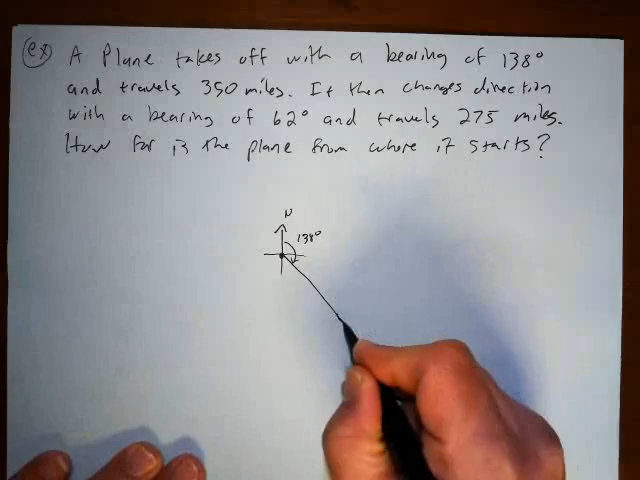 ex) A Plane takes off with a bearing of 138°
and travels 350 miles. It then changes direction
with a bearing of 62° and travels 275 miles.
How far is the plane from where it starts?
N
138°